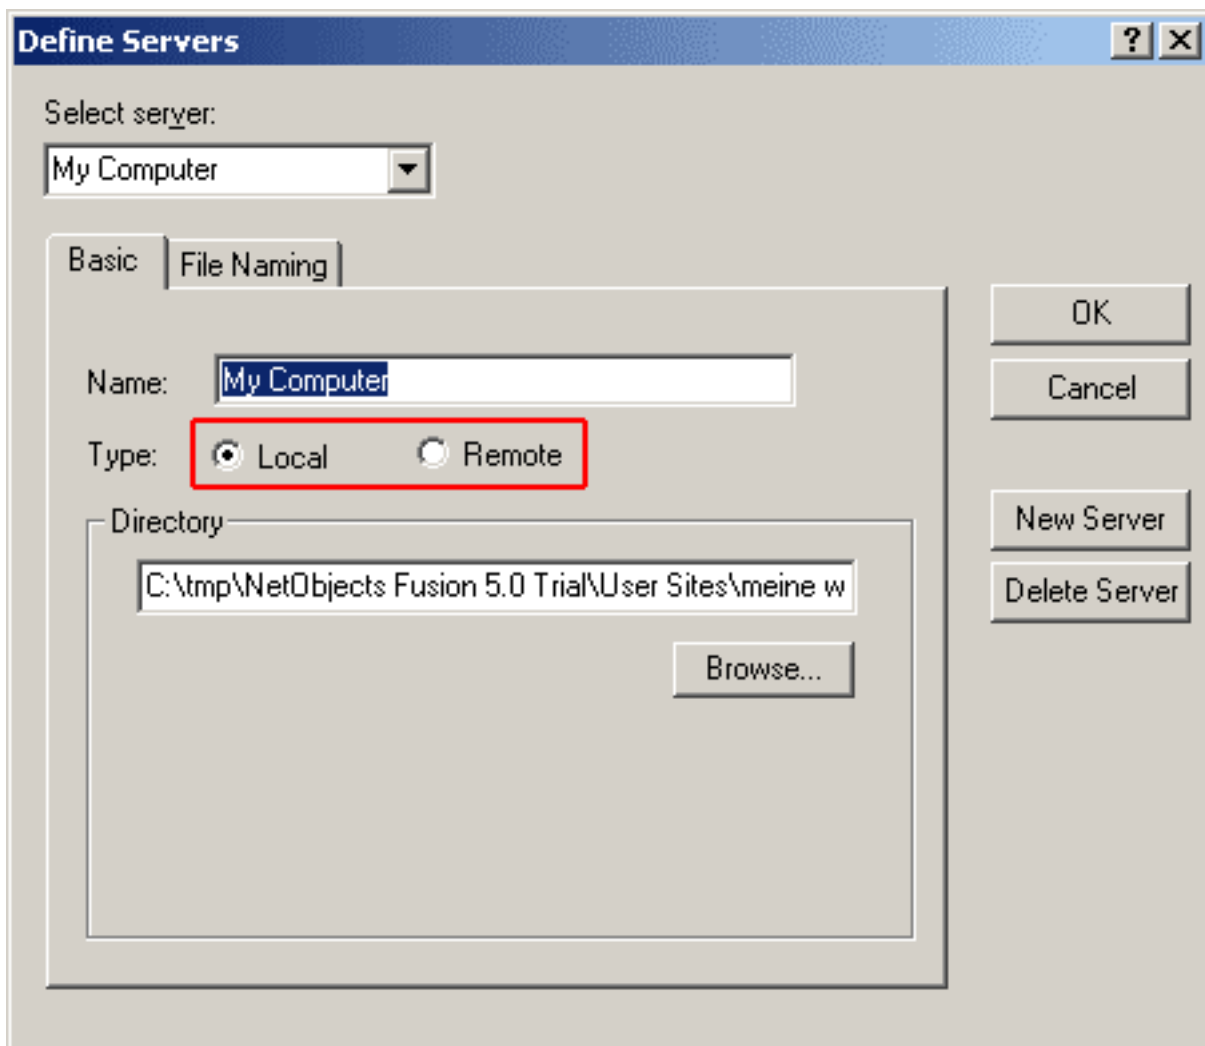 Define Servers
Select server:
My Computer
Basic
File Naming
Name: My Computer
Type: Local Remote
Directory
C:\tmp\NetObjects Fusion 5.0 Trial\User Sites\meine w
Browse...
OK
Cancel
New Server
Delete Server